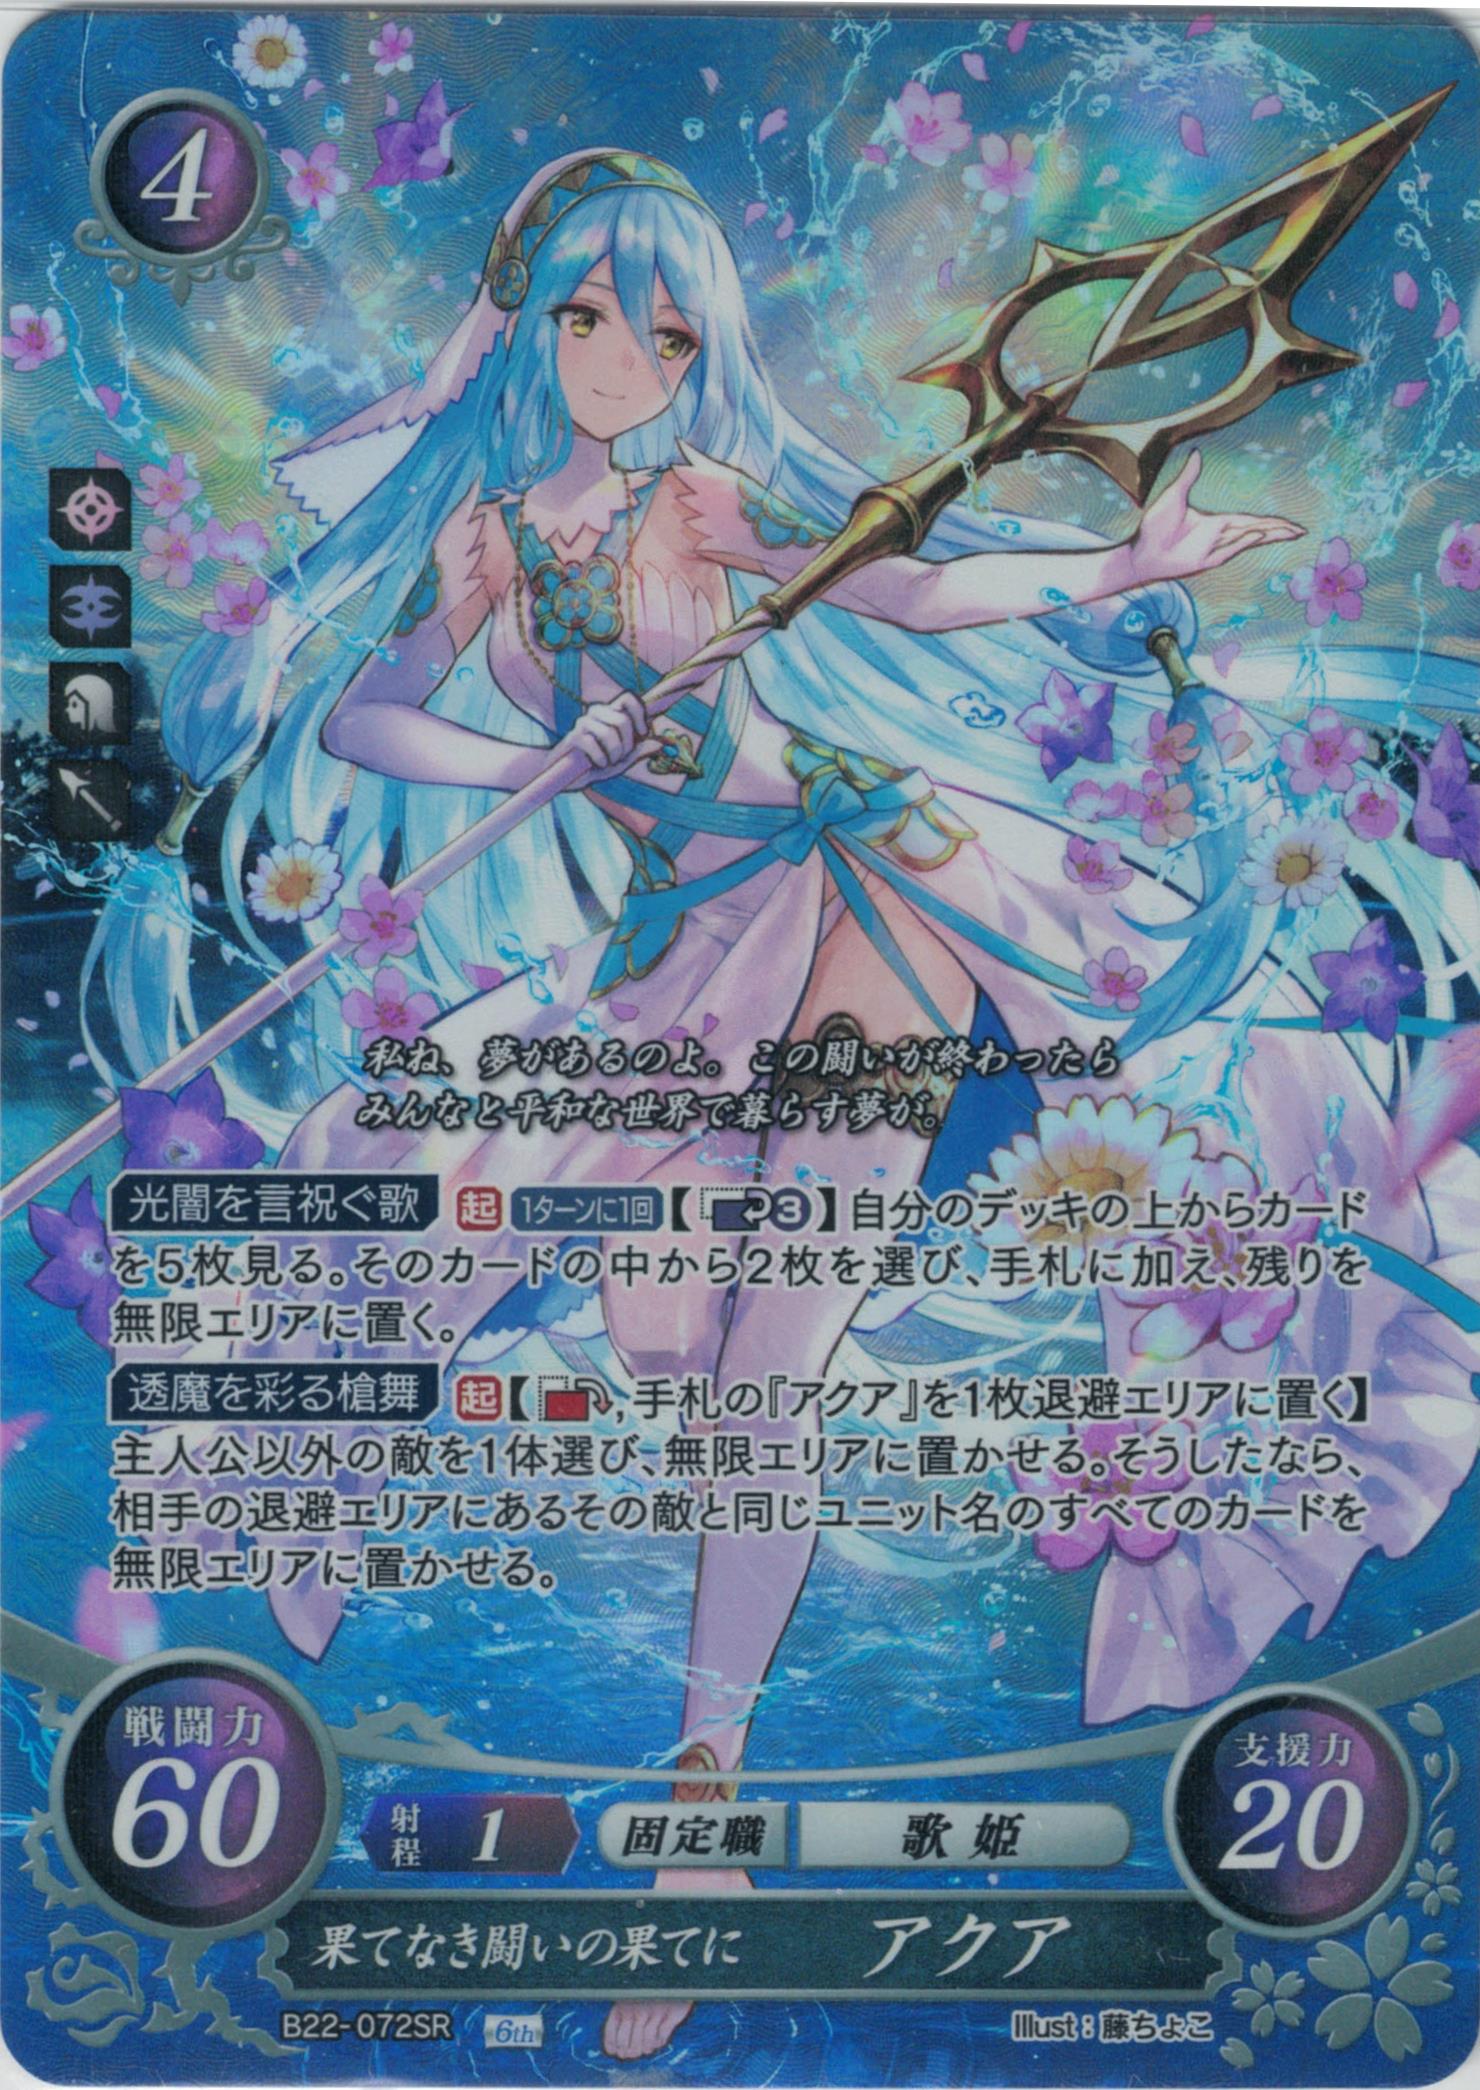 4
私ね、夢があるのよ。この闘いが終わったら
みんなと平和な世界で暮らす夢が。
光闇を言祝ぐ歌 起 1ターンに1回【3】自分のデッキの上からカード
を5枚見る。そのカードの中から2枚を選び、手札に加え、残りを
無限エリアに置く。
透魔を彩る槍舞 起【,手札の『アクア』を1枚退避エリアに置く】
主人公以外の敵を1体選び、無限エリアに置かせる。そうしたなら、
相手の退避エリアにあるその敵と同じユニット名のすべてのカードを
無限エリアに置かせる。
戦闘力
60
射程 1
固定職 歌姫
支援力
20
果てなき闘いの果てに アクア
B22-072SR 6th Illust:藤ちょこ